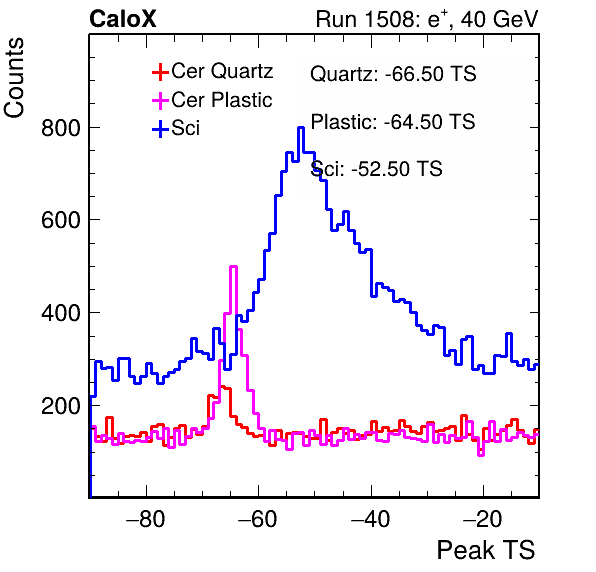 CaloX Run 1508: e+, 40 GeV
Counts
Cer Quartz
Cer Plastic
Sci
Quartz: -66.50 TS
Plastic: -64.50 TS
Sci: -52.50 TS
800
600
400
200
−80 −60 −40 −20
Peak TS